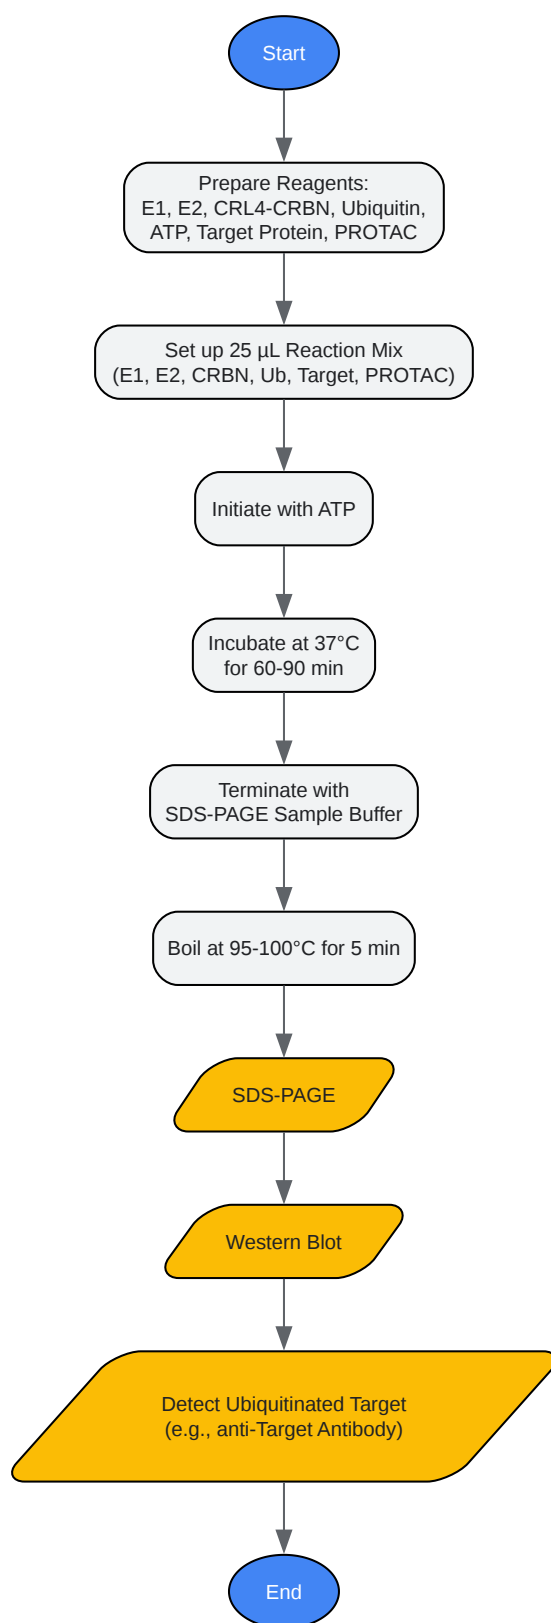 Start
Prepare Reagents:
E1, E2, CRL4-CRBN, Ubiquitin,
ATP, Target Protein, PROTAC
Set up 25 µL Reaction Mix
(E1, E2, CRBN, Ub, Target, PROTAC)
Initiate with ATP
Incubate at 37°C
for 60-90 min
Terminate with
SDS-PAGE Sample Buffer
Boil at 95-100°C for 5 min
SDS-PAGE
Western Blot
Detect Ubiquitinated Target
(e.g., anti-Target Antibody)
End